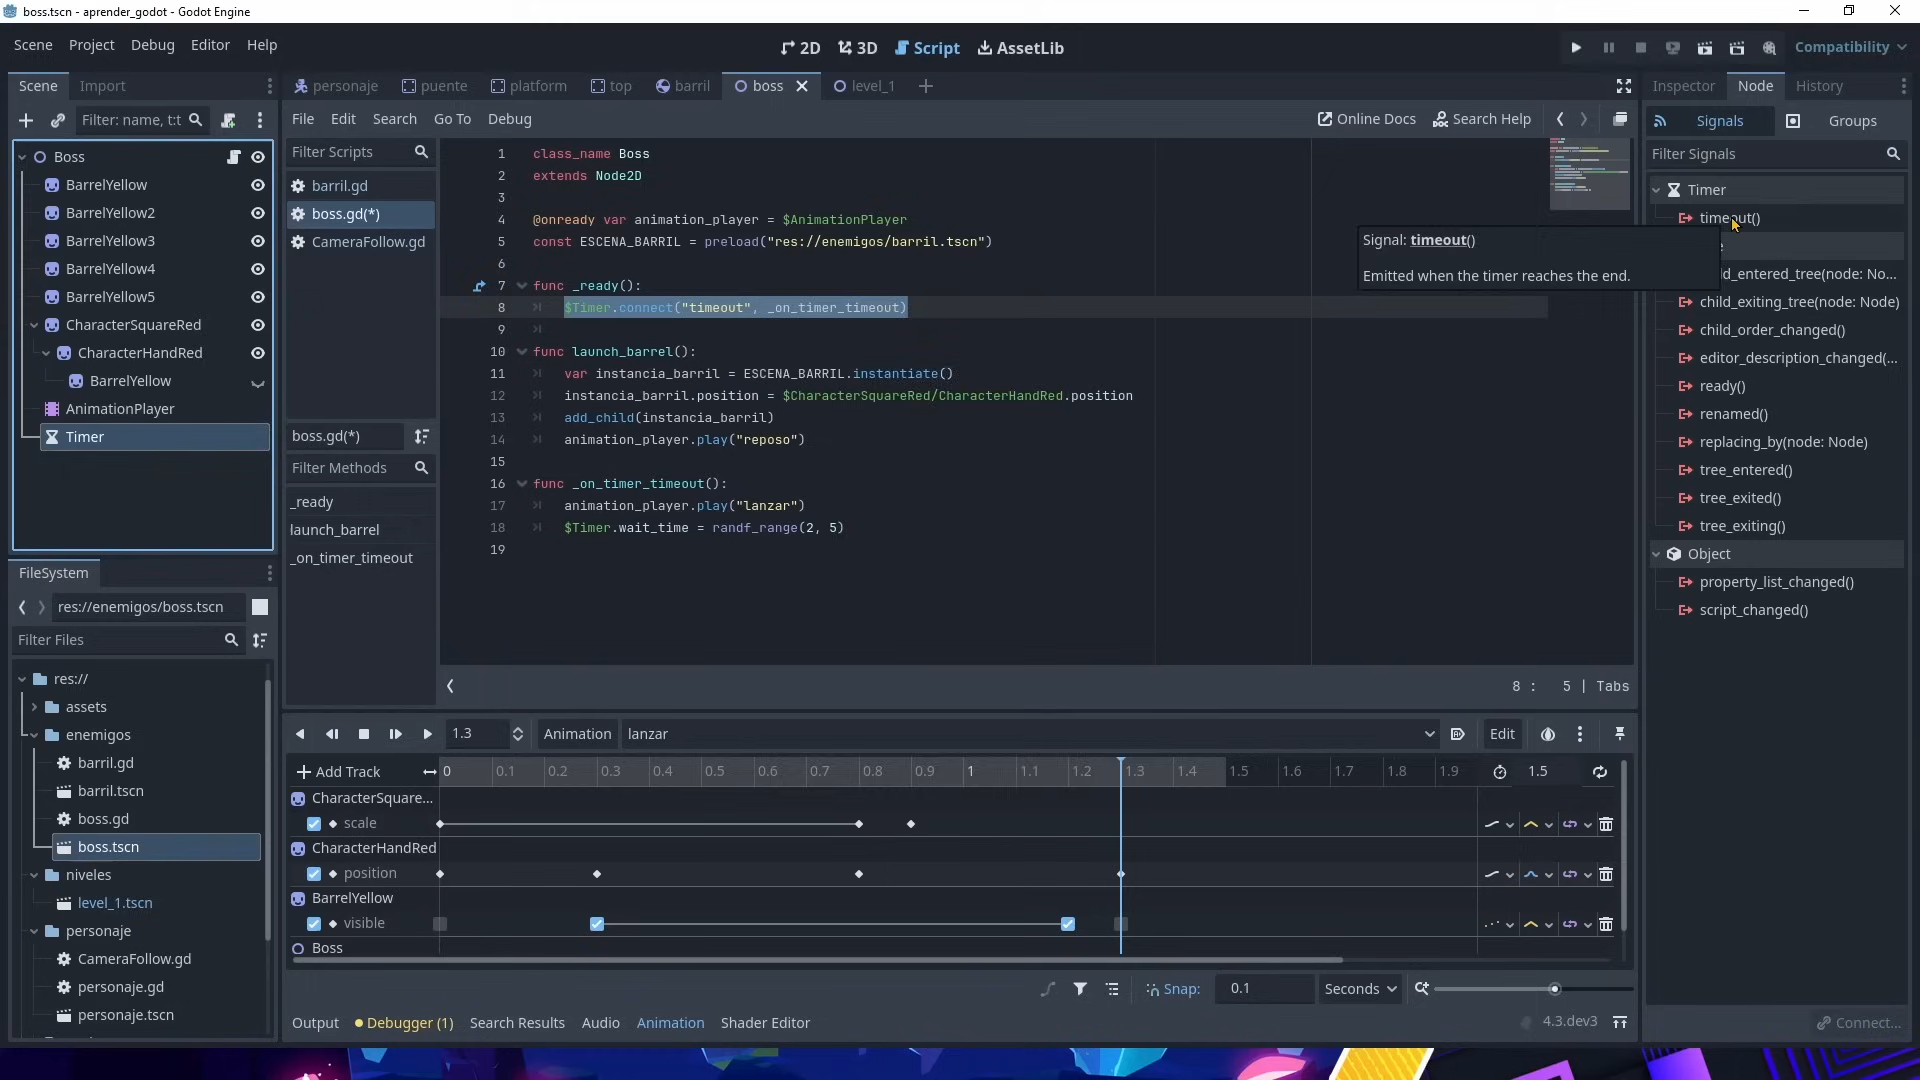 boss.tscn - aprender_godot - Godot Engine
Scene Project Debug Editor Help
2D 3D Script AssetLib
Compatibility
Scene Import
personaje puente platform top barril boss level_1
Inspector Node History
Filter: name, t:t
File Edit Search Go To Debug
Online Docs Search Help
Signals Groups
Boss
BarrelYellow
BarrelYellow2
BarrelYellow3
BarrelYellow4
BarrelYellow5
CharacterSquareRed
CharacterHandRed
BarrelYellow
AnimationPlayer
Timer
Filter Scripts
barril.gd
boss.gd(*)
CameraFollow.gd
boss.gd(*)
Filter Methods
_ready
launch_barrel
_on_timer_timeout
1 class_name Boss
2 extends Node2D
3
4 @onready var animation_player = $AnimationPlayer
5 const ESCENA_BARRIL = preload("res://enemigos/barril.tscn")
6
7 func _ready():
8 $Timer.connect("timeout", _on_timer_timeout)
9
10 func launch_barrel():
11 var instancia_barril = ESCENA_BARRIL.instantiate()
12 instancia_barril.position = $CharacterSquareRed/CharacterHandRed.position
13 add_child(instancia_barril)
14 animation_player.play("reposo")
15
16 func _on_timer_timeout():
17 animation_player.play("lanzar")
18 $Timer.wait_time = randf_range(2, 5)
19
8 : 5 | Tabs
Filter Signals
Timer
timeout()
Signal: timeout()
Emitted when the timer reaches the end.
ld_entered_tree(node: No...
child_exiting_tree(node: Node)
child_order_changed()
editor_description_changed(...
ready()
renamed()
replacing_by(node: Node)
tree_entered()
tree_exited()
tree_exiting()
Object
property_list_changed()
script_changed()
Connect...
FileSystem
res://enemigos/boss.tscn
Filter Files
res://
assets
enemigos
barril.gd
barril.tscn
boss.gd
boss.tscn
niveles
level_1.tscn
personaje
CameraFollow.gd
personaje.gd
personaje.tscn
1.3 Animation lanzar Edit
Add Track 0 0.1 0.2 0.3 0.4 0.5 0.6 0.7 0.8 0.9 1 1.1 1.2 1.3 1.4 1.5 1.6 1.7 1.8 1.9 1.5
CharacterSquare...
scale
CharacterHandRed
position
BarrelYellow
visible
Boss
Snap: 0.1 Seconds
Output Debugger (1) Search Results Audio Animation Shader Editor
4.3.dev3